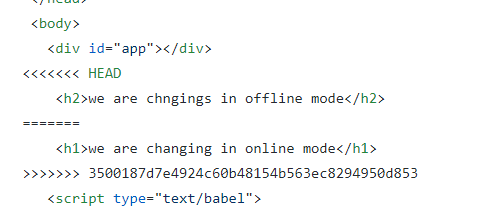 </head>
<body>
<div id="app"></div>
<<<<<<< HEAD
<h2>we are chngings in offline mode</h2>
=======
<h1>we are changing in online mode</h1>
>>>>>>> 3500187d7e4924c60b48154b563ec8294950d853
<script type="text/babel">